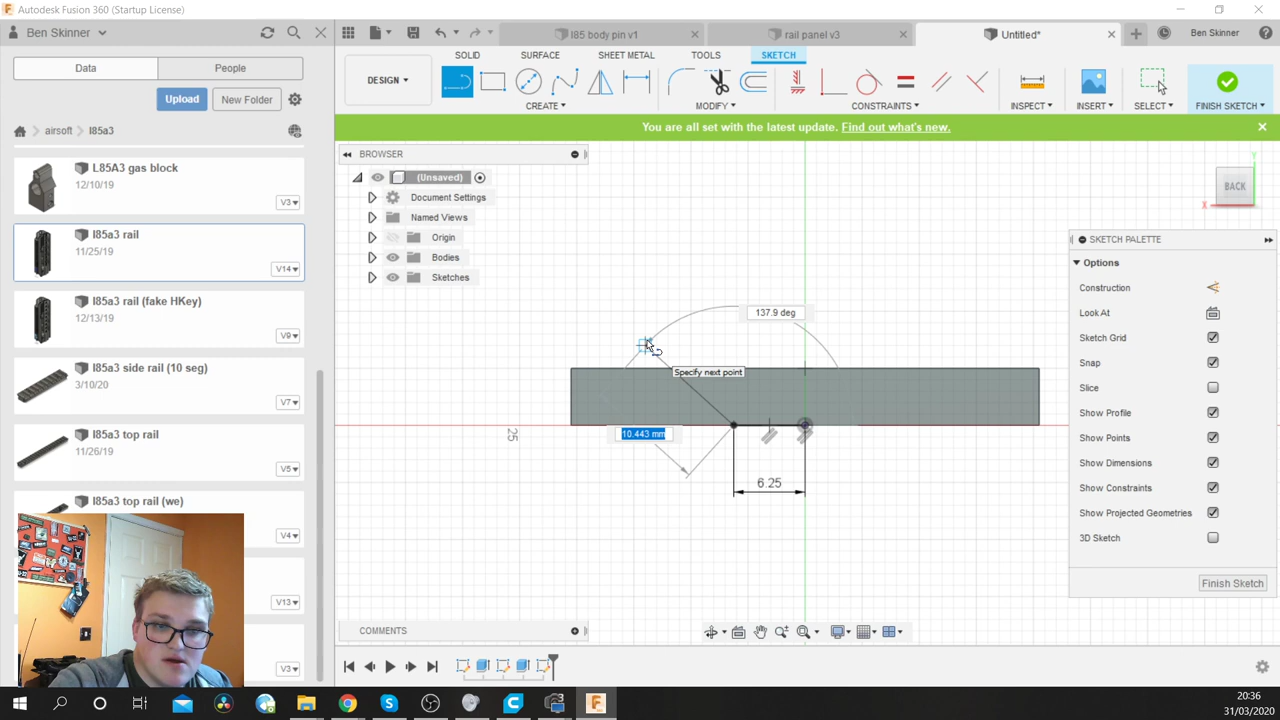 Autodesk Fusion 360 (Startup License)
Ben Skinner
I85 body pin v1
rail panel v3
Untitled*
Ben Skinner
SOLID
SURFACE
SHEET METAL
TOOLS
SKETCH
DESIGN
CREATE
MODIFY
CONSTRAINTS
INSPECT
INSERT
SELECT
FINISH SKETCH
Data
People
Upload
New Folder
You are all set with the latest update. Find out what's new.
airsoft
l85a3
BROWSER
(Unsaved)
Document Settings
Named Views
Origin
Bodies
Sketches
L85A3 gas block
12/10/19
V3
l85a3 rail
11/25/19
V14
l85a3 rail (fake HKey)
12/13/19
V9
l85a3 side rail (10 seg)
3/10/20
V7
l85a3 top rail
11/26/19
V5
l85a3 top rail (we)
V4
V13
V3
Y
BACK
X
SKETCH PALETTE
Options
Construction
Look At
Sketch Grid
Snap
Slice
Show Profile
Show Points
Show Dimensions
Show Constraints
Show Projected Geometries
3D Sketch
Finish Sketch
137.9 deg
Specify next point
25
10.443 mm
6.25
COMMENTS
20:36
31/03/2020